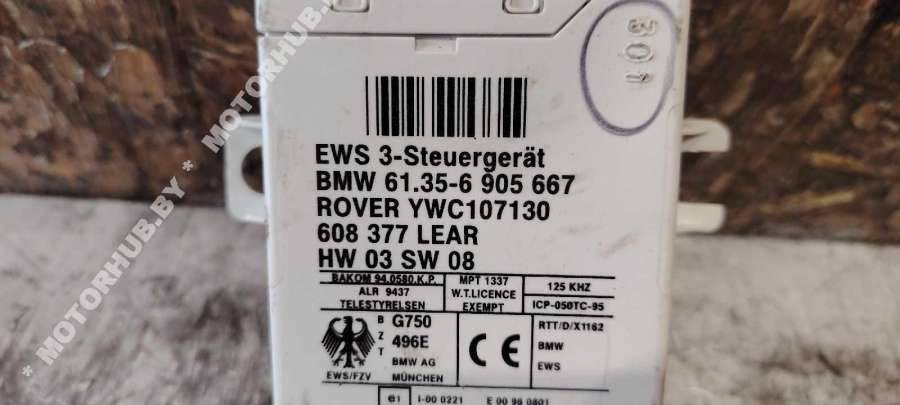 EWS 3-Steuergerät
BMW 61.35-6 905 667
ROVER YWC107130
608 377 LEAR
HW 03 SW 08
BAKOM 94.0580.K.P.
ALR 9437
TELESTYRELSEN
MPT 1337
W.T.LICENCE
EXEMPT
125 KHZ
ICP-050TC-95
EWS/FZV
BZT
G750
496E
BMW AG
MÜNCHEN
CE
RTT/D/X1162
BMW
EWS
e1
I-00 0221
E 00 96 0801
* MOTORHUB.BY * MOTORHUB.BY *